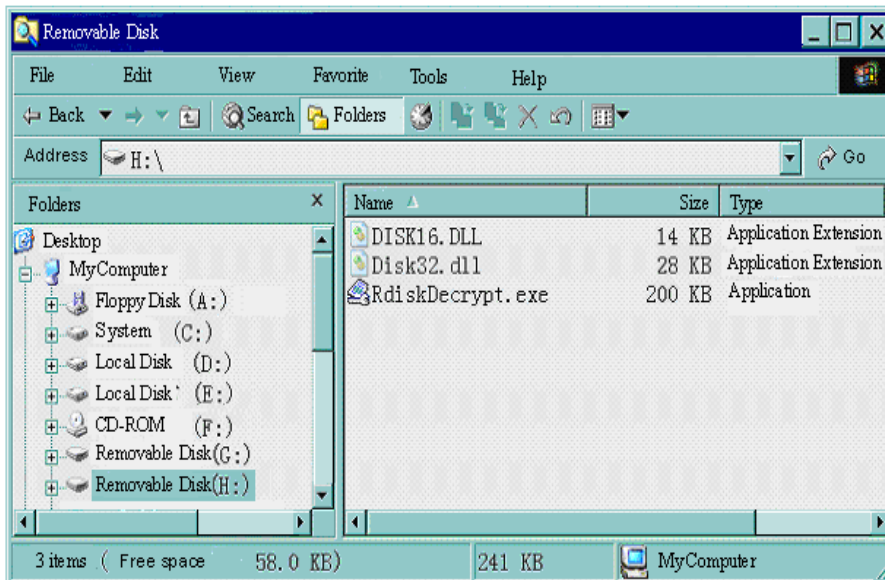 Removable Disk
File Edit View Favorite Tools Help
Back Search Folders
Address H:\ Go
Folders x Name Size Type
Desktop
MyComputer
Floppy Disk (A:)
System (C:)
Local Disk (D:)
Local Disk (E:)
CD-ROM (F:)
Removable Disk(G:)
Removable Disk(H:)
DISK16.DLL 14 KB Application Extension
Disk32.dll 28 KB Application Extension
RdiskDecrypt.exe 200 KB Application
3 items ( Free space 58.0 KB) 241 KB MyComputer